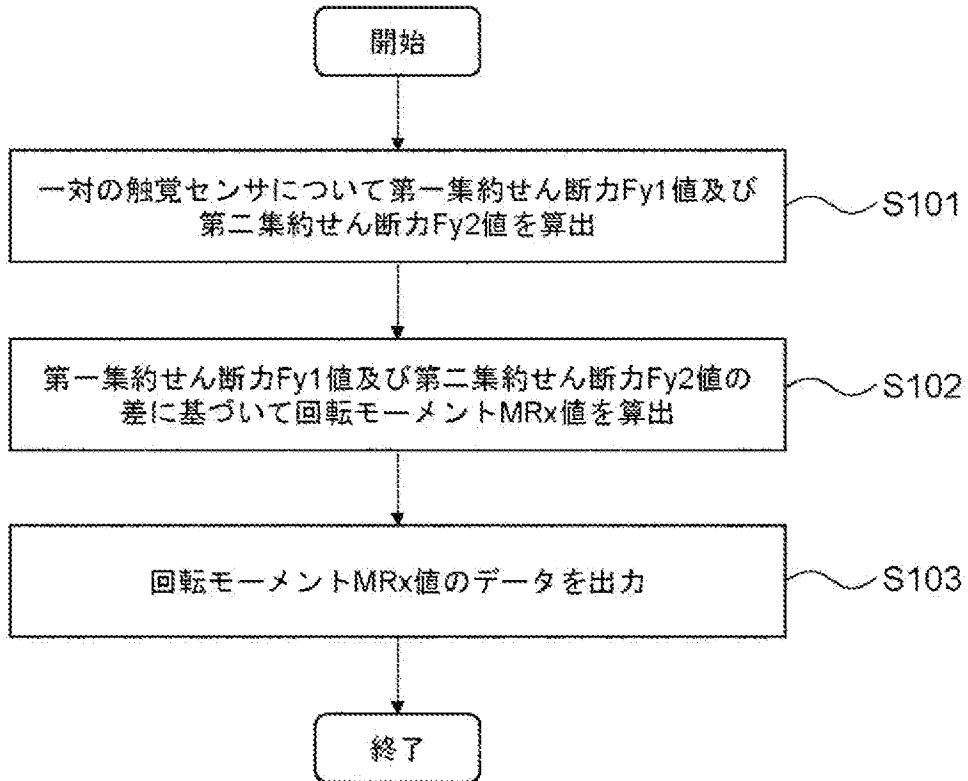 開始
一対の触覚センサについて第一集約せん断力Fy1値及び
第二集約せん断力Fy2値を算出
S101
第一集約せん断力Fy1値及び第二集約せん断力Fy2値の
差に基づいて回転モーメントMRx値を算出
S102
回転モーメントMRx値のデータを出力
S103
終了